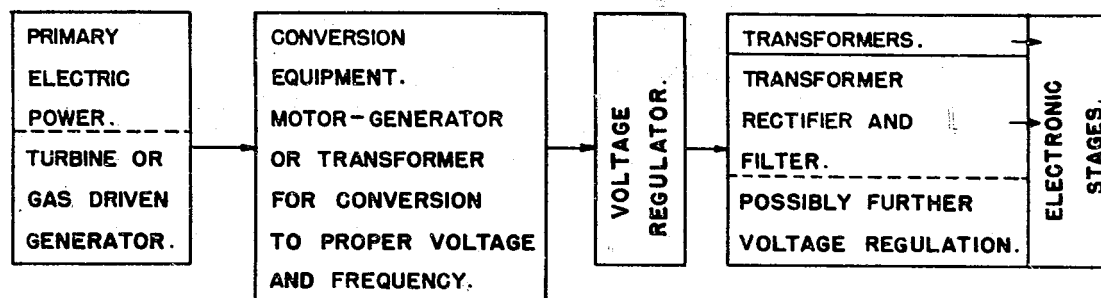 PRIMARY
ELECTRIC
POWER.
TURBINE OR
GAS DRIVEN
GENERATOR.
CONVERSION
EQUIPMENT.
MOTOR-GENERATOR
OR TRANSFORMER
FOR CONVERSION
TO PROPER VOLTAGE
AND FREQUENCY.
VOLTAGE
REGULATOR.
TRANSFORMERS.
TRANSFORMER
RECTIFIER AND
FILTER.
POSSIBLY FURTHER
VOLTAGE REGULATION.
ELECTRONIC
STAGES.